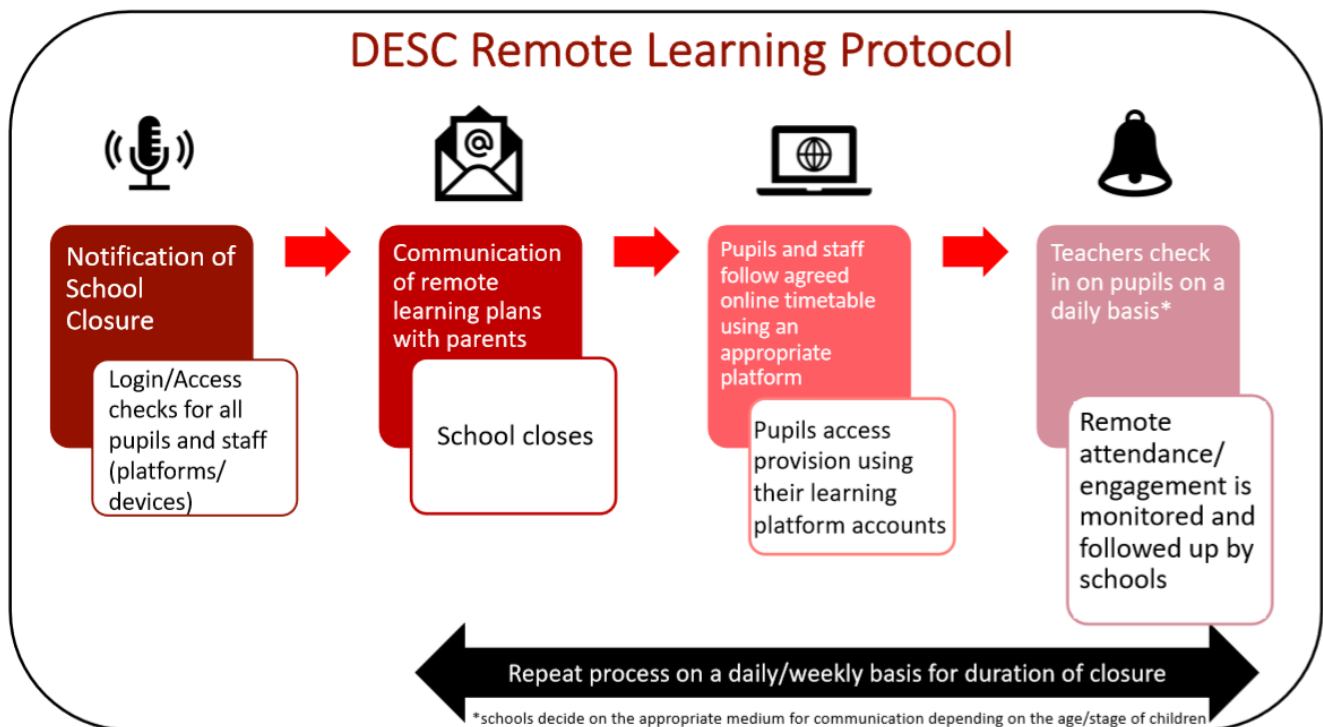 DESC Remote Learning Protocol
Notification of
School
Closure
Login/Access
checks for all
pupils and staff
(platforms/
devices)
@
Communication
of remote
learning plans
with parents
School closes
Pupils and staff
follow agreed
online timetable
using an
appropriate
platform
Pupils access
provision using
their learning
platform accounts
Teachers check
in on pupils on a
daily basis*
Remote
attendance/
engagement is
monitored and
followed up by
schools
Repeat process on a daily/weekly basis for duration of closure
*schools decide on the appropriate medium for communication depending on the age/stage of children